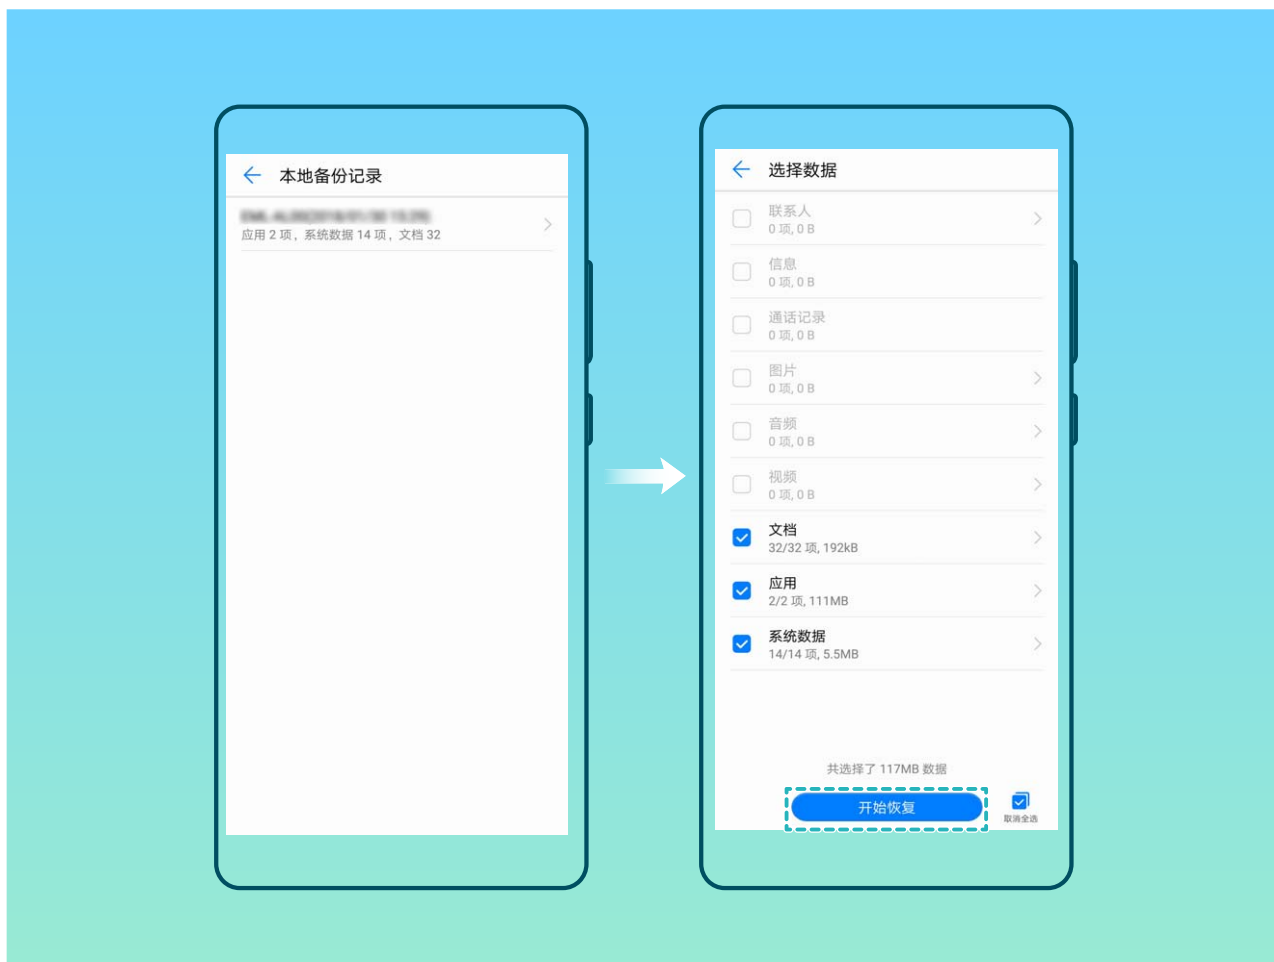 本地备份记录
应用 2 项，系统数据 14 项，文档 32
选择数据
联系人
0 项, 0 B
信息
0 项, 0 B
通话记录
0 项, 0 B
图片
0 项, 0 B
音频
0 项, 0 B
视频
0 项, 0 B
文档
32/32 项, 192kB
应用
2/2 项, 111MB
系统数据
14/14 项, 5.5MB
共选择了 117MB 数据
开始恢复
取消全选